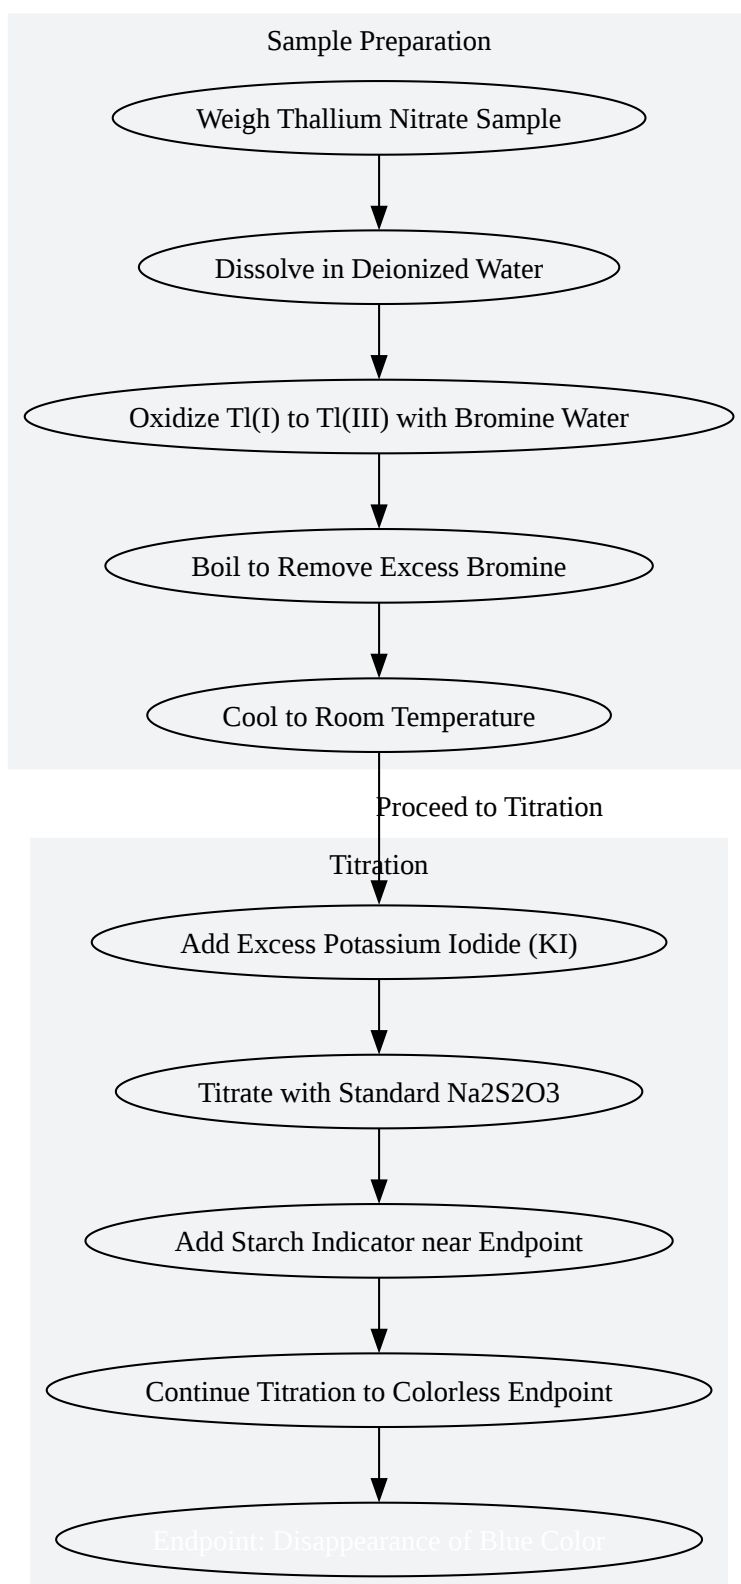 Sample Preparation
Weigh Thallium Nitrate Sample
Dissolve in Deionized Water
Oxidize Tl(I) to Tl(III) with Bromine Water
Boil to Remove Excess Bromine
Cool to Room Temperature
Proceed to Titration
Titration
Add Excess Potassium Iodide (KI)
Titrate with Standard Na2S2O3
Add Starch Indicator near Endpoint
Continue Titration to Colorless Endpoint
Endpoint: Disappearance of Blue Color